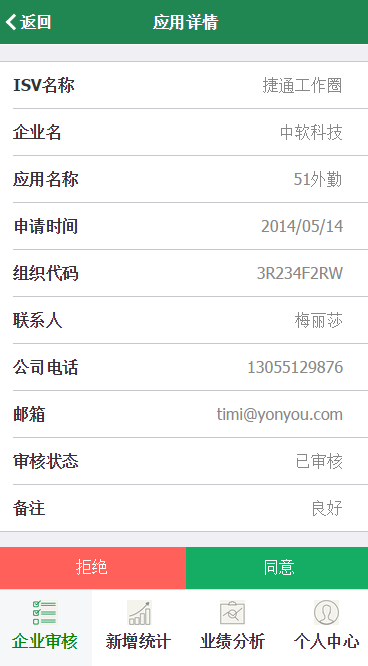 返回 应用详情
ISV名称 捷通工作圈
企业名 中软科技
应用名称 51外勤
申请时间 2014/05/14
组织代码 3R234F2RW
联系人 梅丽莎
公司电话 13055129876
邮箱 timi@yonyou.com
审核状态 已审核
备注 良好
拒绝 同意
企业审核 新增统计 业绩分析 个人中心